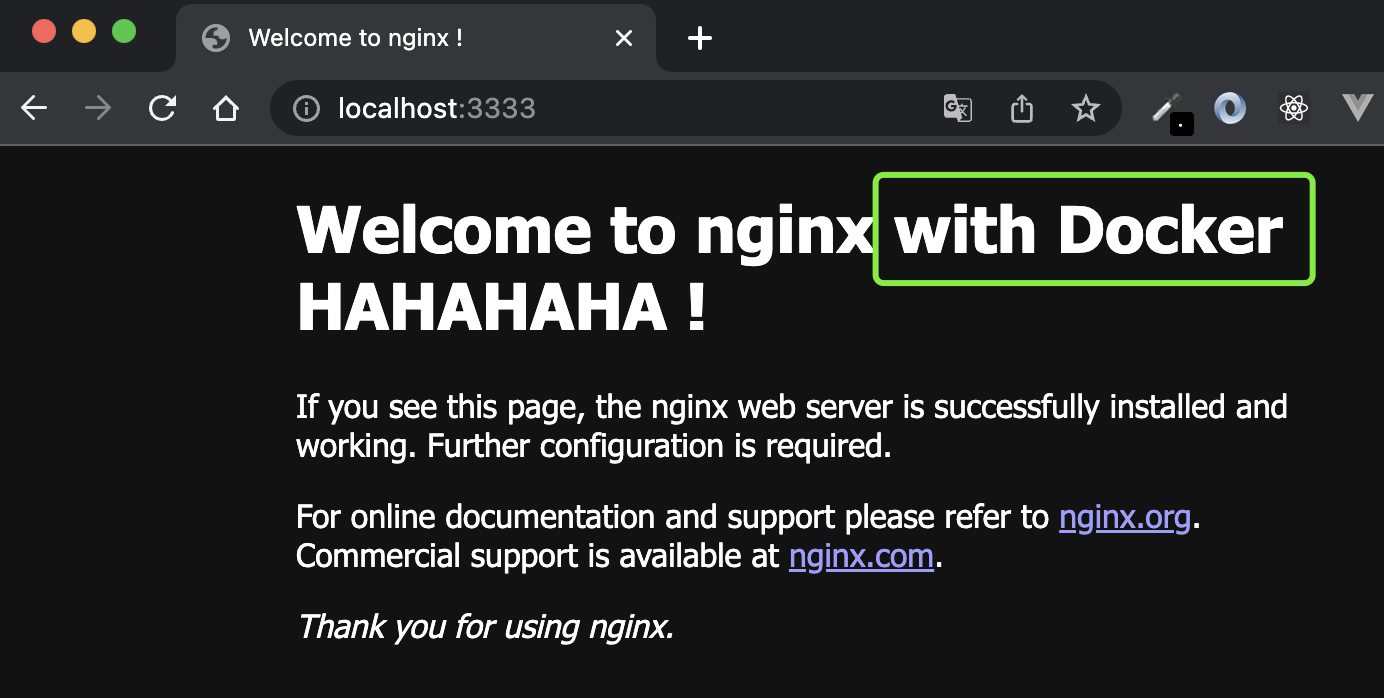 Welcome to nginx !
localhost:3333
Welcome to nginx with Docker
HAHAHAHA !
If you see this page, the nginx web server is successfully installed and
working. Further configuration is required.
For online documentation and support please refer to nginx.org.
Commercial support is available at nginx.com.
Thank you for using nginx.